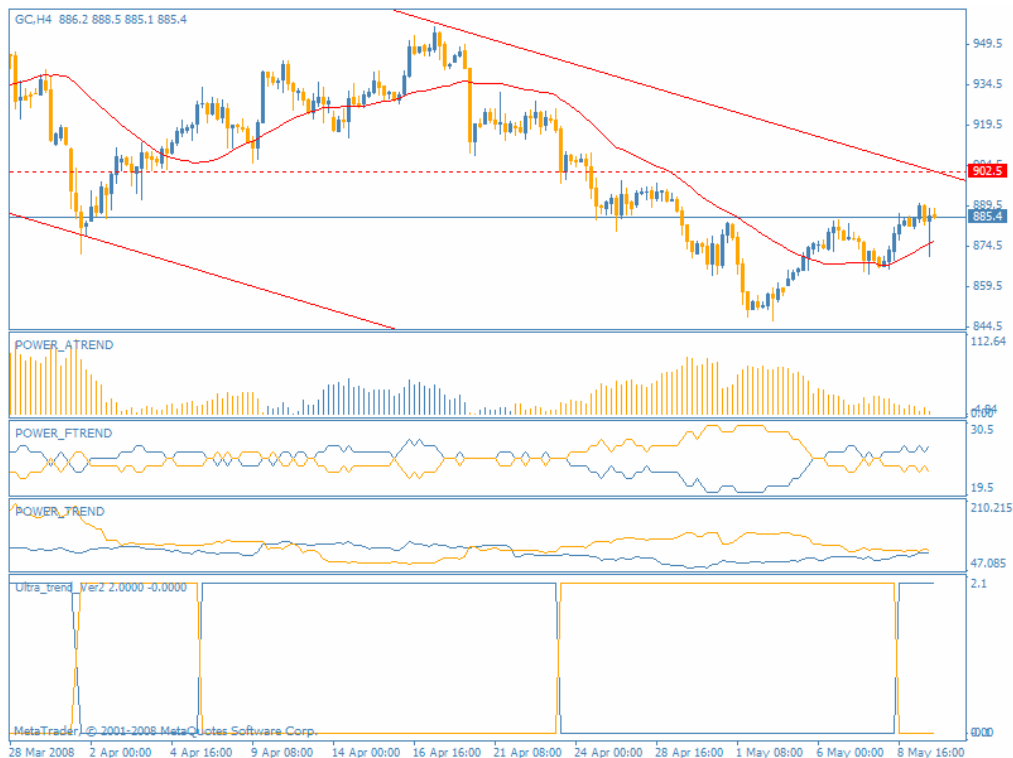 GC,H4 886.2 888.5 885.1 885.4
949.5
934.5
919.5
902.5
889.5
885.4
874.5
859.5
844.5
POWER_ATREND
112.64
0.00
POWER_FTREND
30.5
19.5
POWER_TREND
210.215
47.085
Ultra_trend_Ver2 2.0000 -0.0000
2.1
MetaTrader, © 2001-2008 MetaQuotes Software Corp.
28 Mar 2008 2 Apr 00:00 4 Apr 16:00 9 Apr 08:00 14 Apr 00:00 16 Apr 16:00 21 Apr 08:00 24 Apr 00:00 28 Apr 16:00 1 May 08:00 6 May 00:00 8 May 16:00